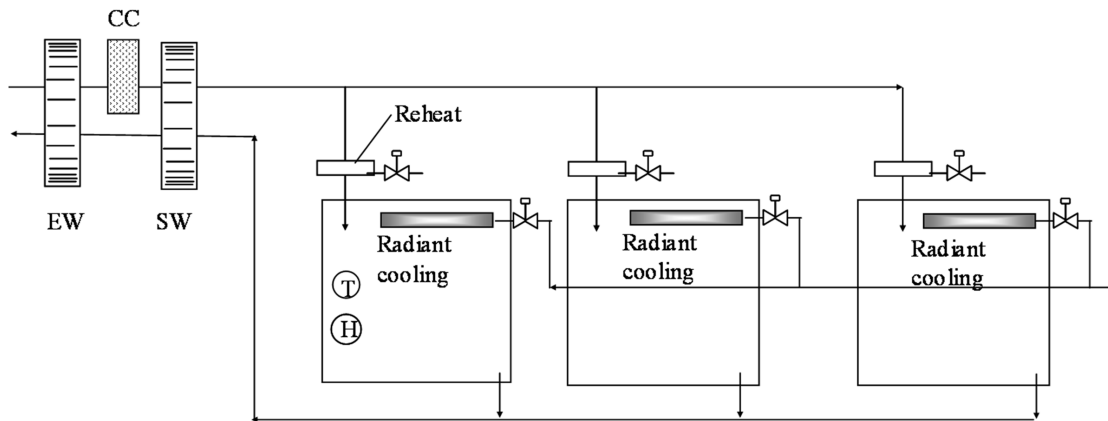 CC
Reheat
EW
SW
Radiant
cooling
Radiant
cooling
Radiant
cooling
T
H